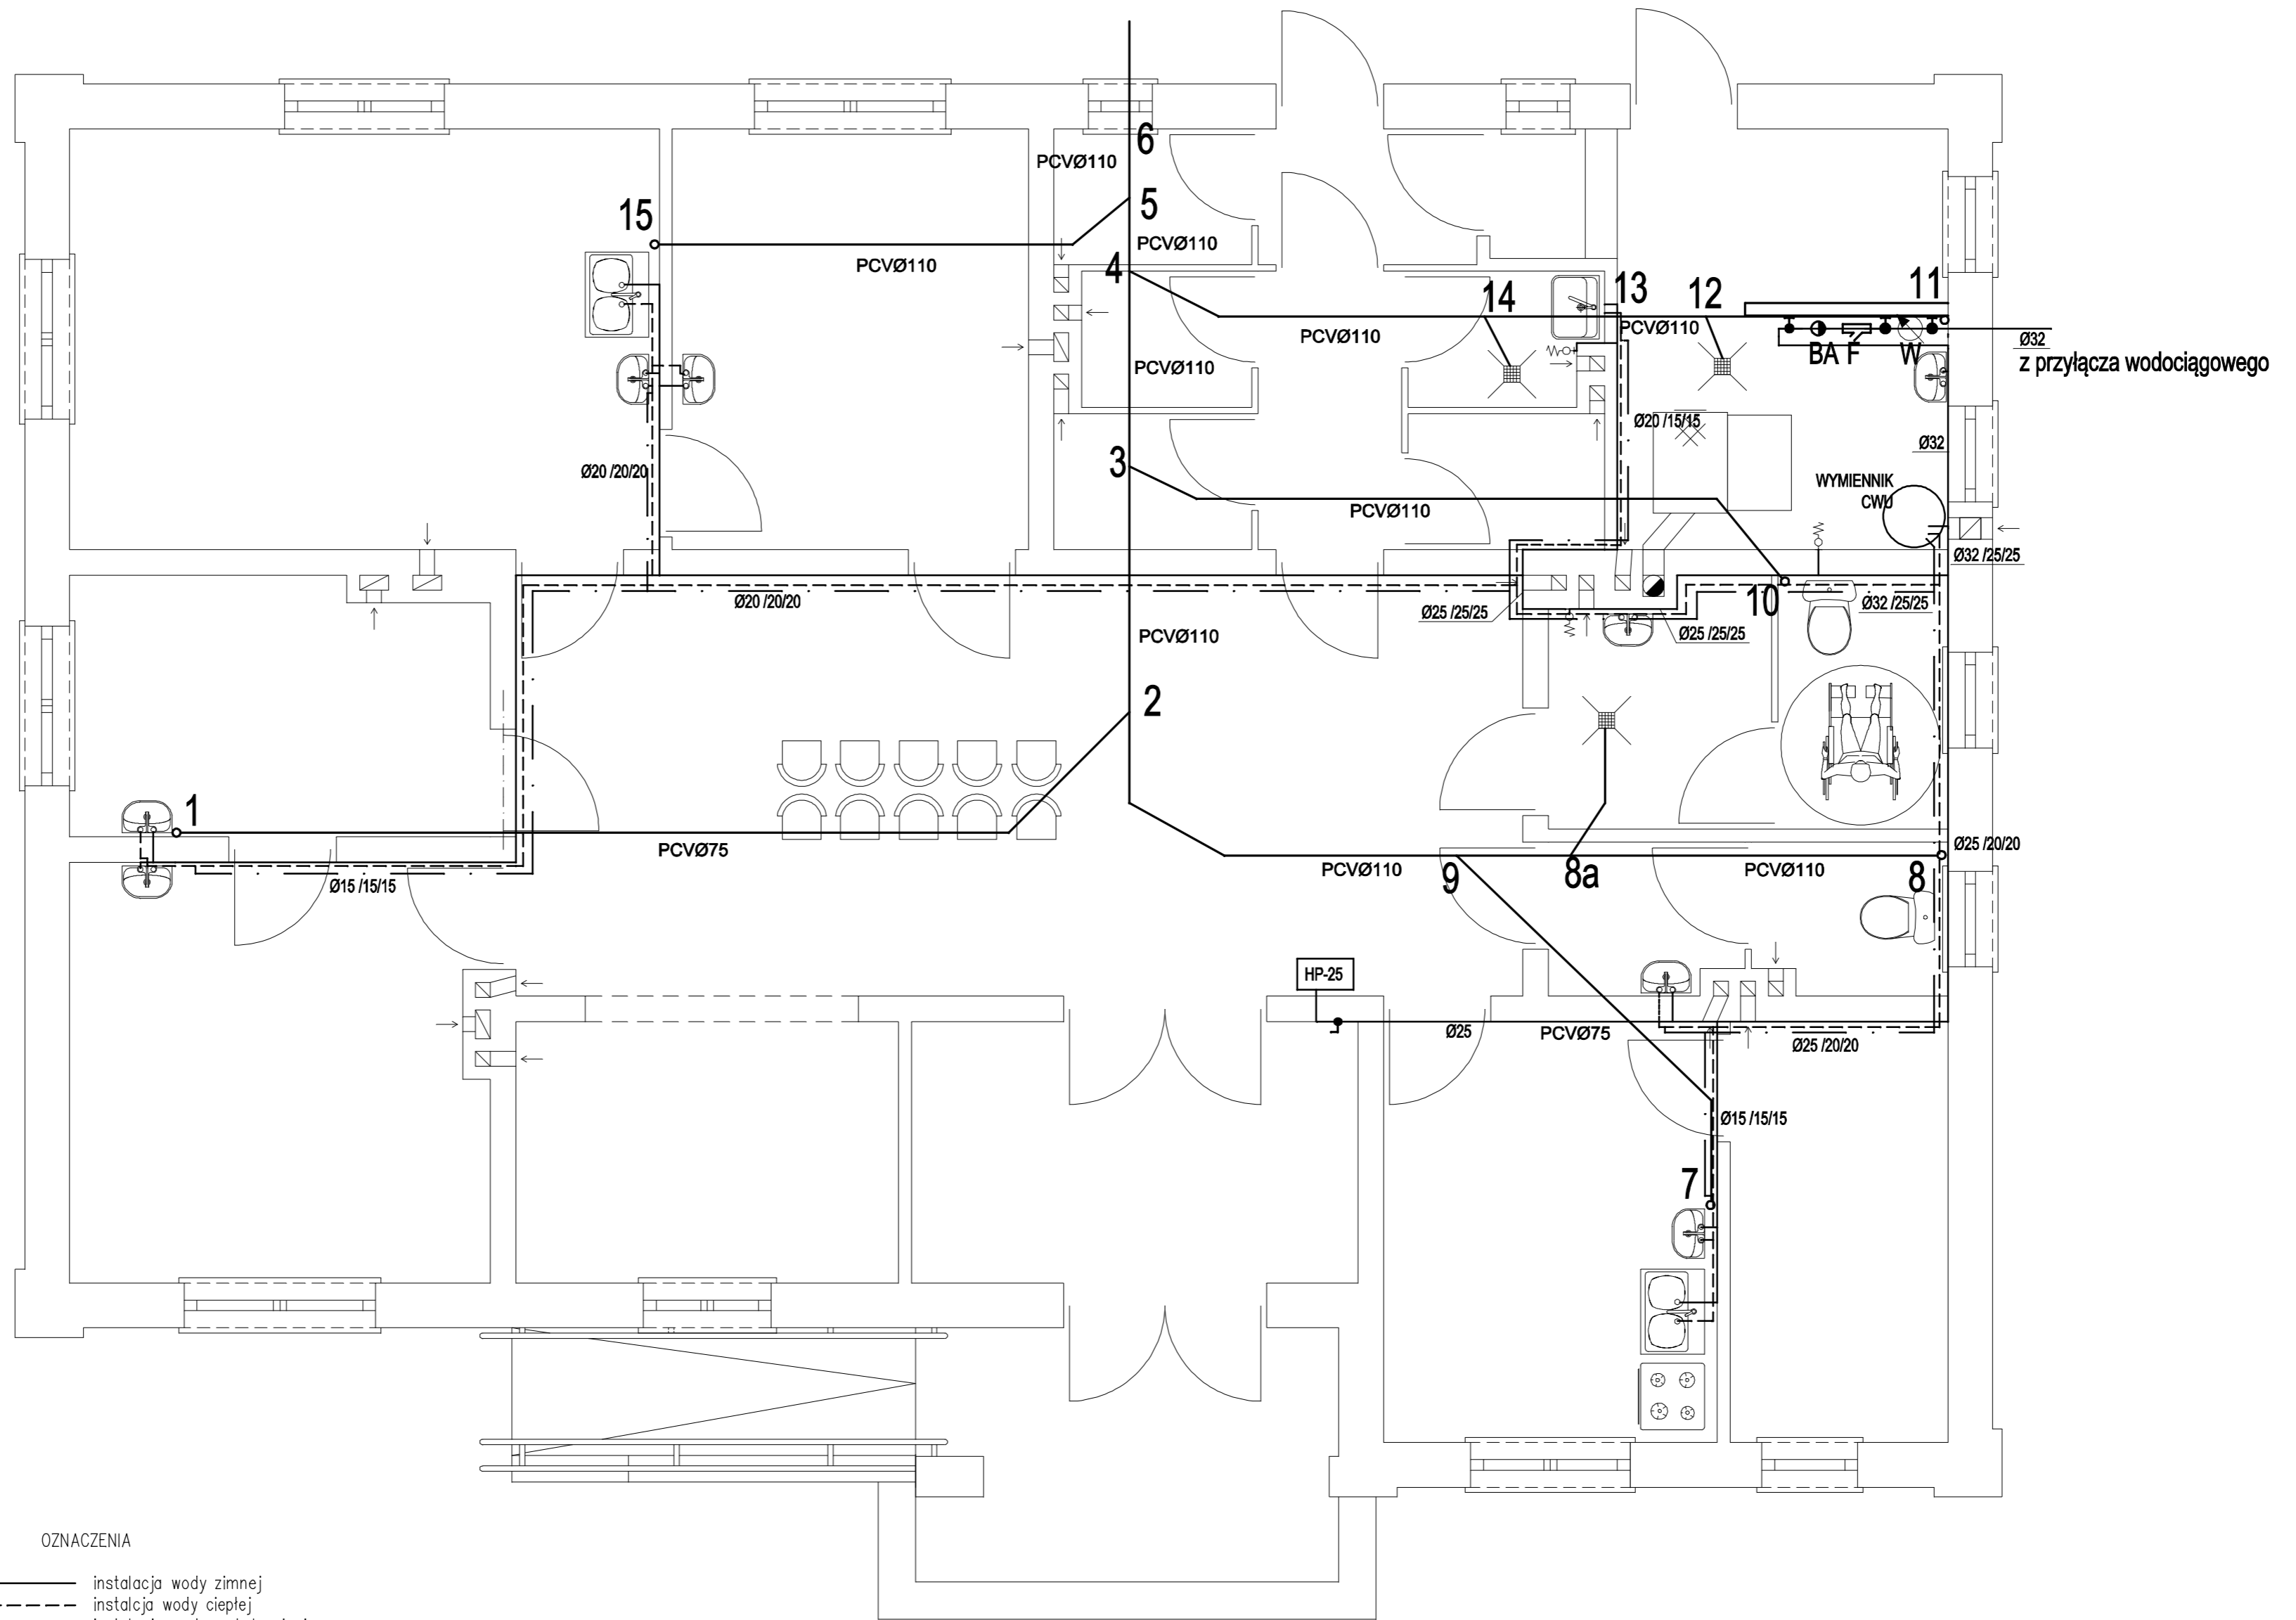 6
PCVØ110
15
5
PCVØ110
PCVØ110
4
14
13
12
11
PCVØ110
PCVØ110
BA F W
Ø32
z przyłącza wodociągowego
PCVØ110
Ø20 /15/15
Ø32
3
Ø20 /20/20
WYMIENNIK
CWU
PCVØ110
Ø32 /25/25
Ø20 /20/20
Ø25 /25/25
10
Ø32 /25/25
PCVØ110
Ø25 /25/25
2
1
PCVØ75
Ø25 /20/20
PCVØ110
9
8a
PCVØ110
8
Ø15 /15/15
HP-25
Ø25
PCVØ75
Ø25 /20/20
Ø15 /15/15
7
OZNACZENIA
instalacja wody zimnej
instalcja wody ciepłej